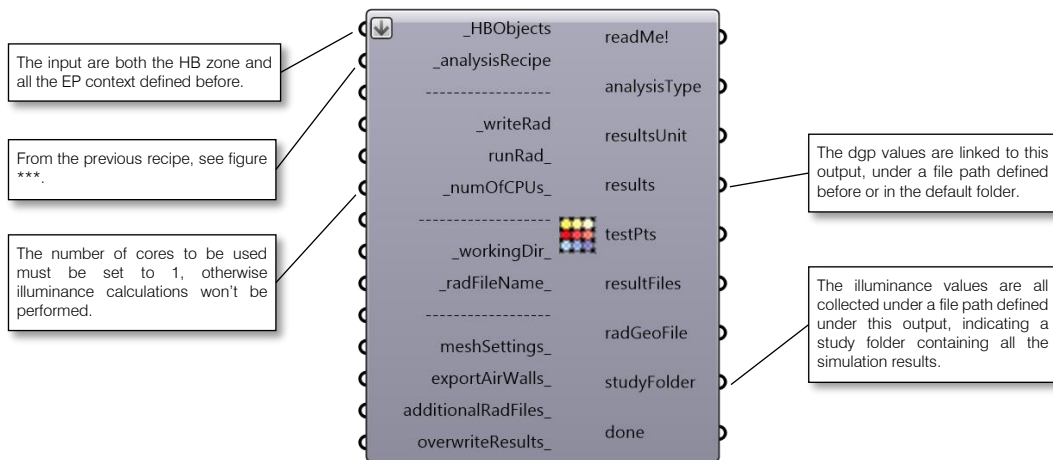 The input are both the HB zone and
all the EP context defined before.
From the previous recipe, see figure
***.
The number of cores to be used
must be set to 1, otherwise
illuminance calculations won't be
performed.
_HBObjects
_analysisRecipe
------------------
_writeRad
runRad_
_numOfCPUs_
------------------
_workingDir_
_radFileName_
------------------
meshSettings_
exportAirWalls_
additionalRadFiles_
overwriteResults_
readMe!
analysisType
resultsUnit
results
testPts
resultFiles
radGeoFile
studyFolder
done
The dgp values are linked to this
output, under a file path defined
before or in the default folder.
The illuminance values are all
collected under a file path defined
under this output, indicating a
study folder containing all the
simulation results.